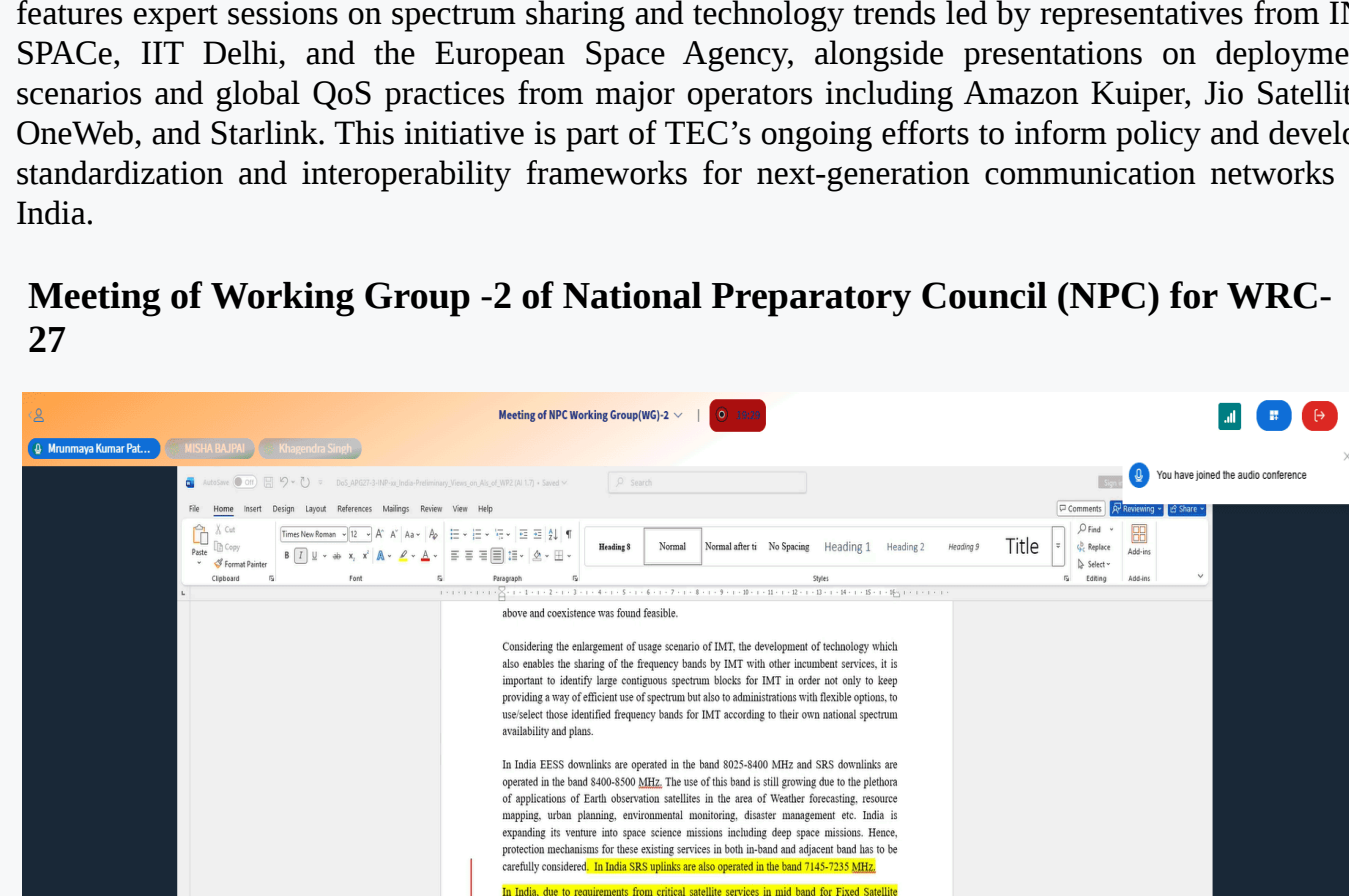 features expert sessions on spectrum sharing and technology trends led by representatives from IN
SPACe, IIT Delhi, and the European Space Agency, alongside presentations on deployme
scenarios and global QoS practices from major operators including Amazon Kuiper, Jio Satellit
OneWeb, and Starlink. This initiative is part of TEC's ongoing efforts to inform policy and develo
standardization and interoperability frameworks for next-generation communication networks
India.
Meeting of Working Group -2 of National Preparatory Council (NPC) for WRC-
27
Meeting of NPC Working Group(WG)-2 |
Mrunmaya Kumar Pat... MISHA BAJPAI Khagendra Singh
You have joined the audio conference
AutoSave Off Saved Search Sign i
File Home Insert Design Layout References Mailings Review View Help Comments Reviewing Share
Cut Times New Roman 12 Aa Find
Copy Heading 8 Normal Normal after ti No Spacing Heading 1 Heading 2 Heading 9 Title Replace
Paste Format Painter B I U ab Select Add-ins
Clipboard Font Paragraph Styles Editing Add-ins
above and coexistence was found feasible.
Considering the enlargement of usage scenario of IMT, the development of technology which
also enables the sharing of the frequency bands by IMT with other incumbent services, it is
important to identify large contiguous spectrum blocks for IMT in order not only to keep
providing a way of efficient use of spectrum but also to administrations with flexible options, to
use/select those identified frequency bands for IMT according to their own national spectrum
availability and plans.
In India EESS downlinks are operated in the band 8025-8400 MHz and SRS downlinks are
operated in the band 8400-8500 MHz. The use of this band is still growing due to the plethora
of applications of Earth observation satellites in the area of Weather forecasting, resource
mapping, urban planning, environmental monitoring, disaster management etc. India is
expanding its venture into space science missions including deep space missions. Hence,
protection mechanisms for these existing services in both in-band and adjacent band has to be
carefully considered. In India SRS uplinks are also operated in the band 7145-7235 MHz.
In India, due to requirements from critical satellite services in mid band for Fixed Satellite